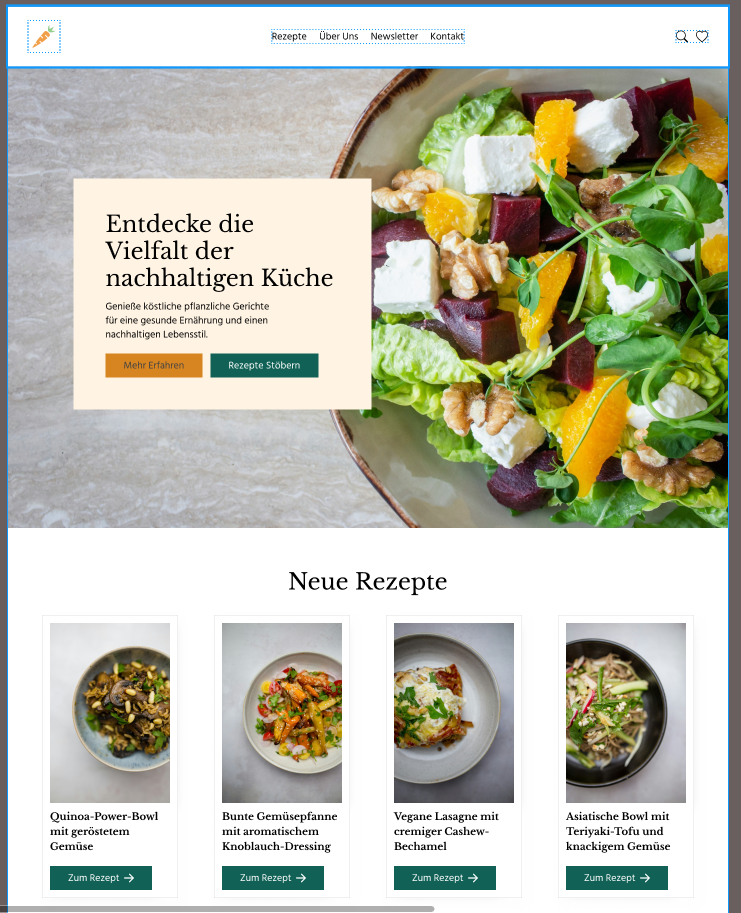 Rezepte Über Uns Newsletter Kontakt
Entdecke die
Vielfalt der
nachhaltigen Küche
Genieße köstliche pflanzliche Gerichte
für eine gesunde Ernährung und einen
nachhaltigen Lebensstil.
Mehr Erfahren Rezepte Stöbern
Neue Rezepte
Quinoa-Power-Bowl
mit geröstetem
Gemüse
Zum Rezept
Bunte Gemüsepfanne
mit aromatischem
Knoblauch-Dressing
Zum Rezept
Vegane Lasagne mit
cremiger Cashew-
Bechamel
Zum Rezept
Asiatische Bowl mit
Teriyaki-Tofu und
knackigem Gemüse
Zum Rezept